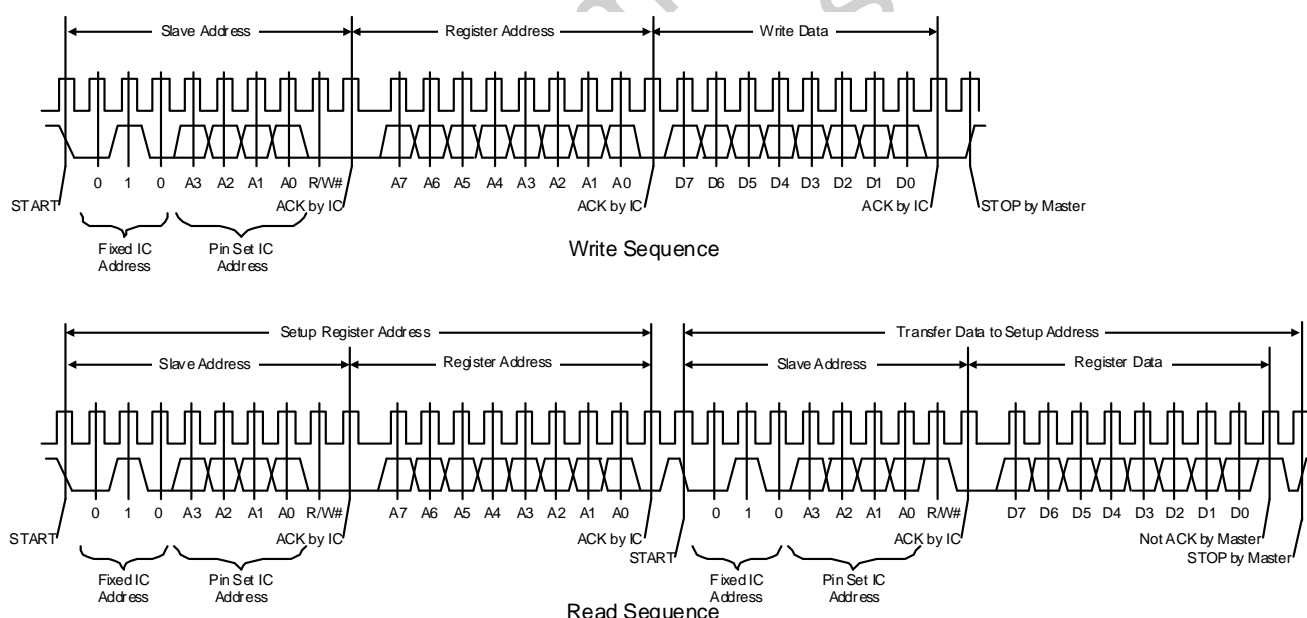 Slave Address Register Address Write Data
0 1 0 A3 A2 A1 A0 R/W# A7 A6 A5 A4 A3 A2 A1 A0 D7 D6 D5 D4 D3 D2 D1 D0
START ACK by IC ACK by IC ACK by IC STOP by Master
Fixed IC Address
Pin Set IC Address
Write Sequence
Setup Register Address Transfer Data to Setup Address
Slave Address Register Address Slave Address Register Data
0 1 0 A3 A2 A1 A0 R/W# A7 A6 A5 A4 A3 A2 A1 A0 0 1 0 A3 A2 A1 A0 R/W# D7 D6 D5 D4 D3 D2 D1 D0
START ACK by IC ACK by IC START ACK by IC Not ACK by Master
STOP by Master
Fixed IC Address
Pin Set IC Address
Fixed IC Address
Pin Set IC Address
Read Sequence